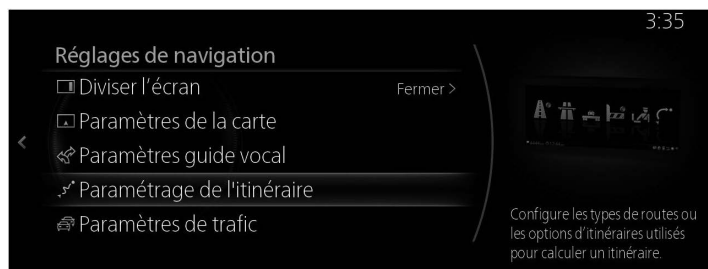 3:35
Réglages de navigation
Diviser l'écran Fermer >
Paramètres de la carte
Paramètres guide vocal
Paramétrage de l'itinéraire
Paramètres de trafic
Configure les types de routes ou
les options d'itinéraires utilisés
pour calculer un itinéraire.